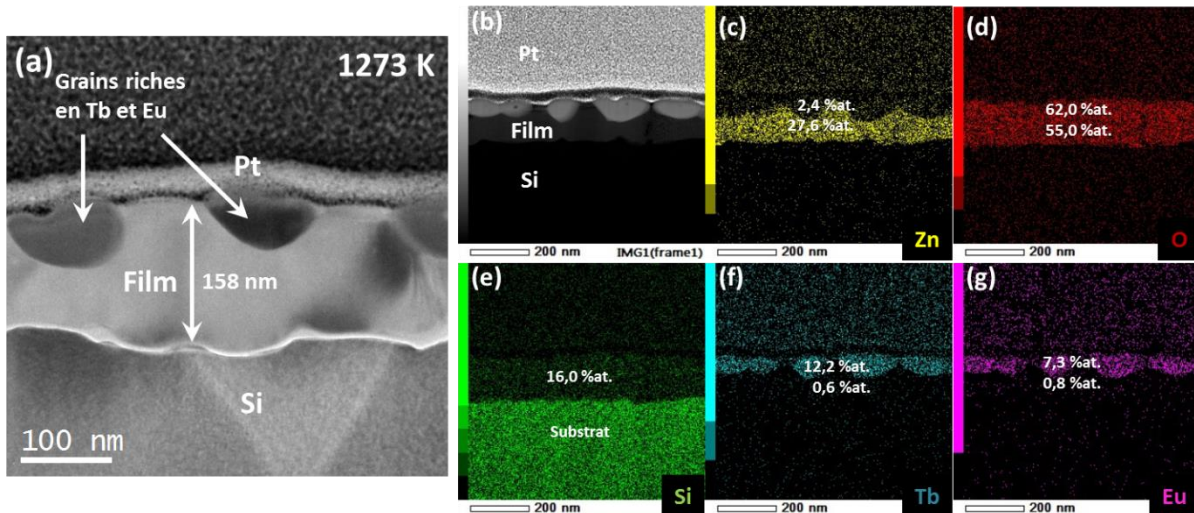 (a)
1273 K
Grains riches
en Tb et Eu
Pt
Film
158 nm
Si
100 nm
(b)
Pt
Film
Si
200 nm
IMG1(frame1)
(c)
2,4 %at.
27,6 %at.
Zn
200 nm
(d)
62,0 %at.
55,0 %at.
O
200 nm
(e)
16,0 %at.
Substrat
Si
200 nm
(f)
12,2 %at.
0,6 %at.
Tb
200 nm
(g)
7,3 %at.
0,8 %at.
Eu
200 nm